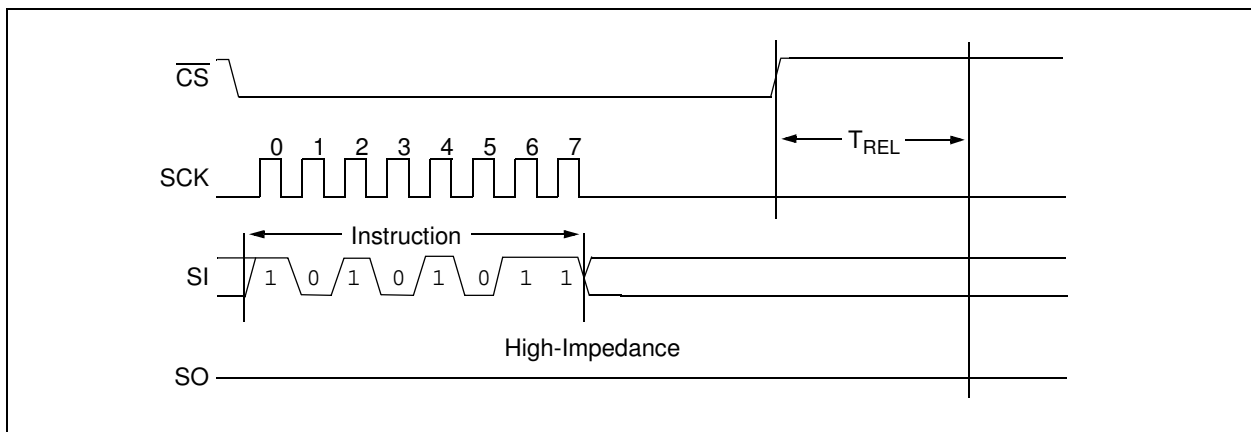 CS
TREL
0 1 2 3 4 5 6 7
SCK
Instruction
SI 1 0 1 0 1 0 1 1
High-Impedance
SO